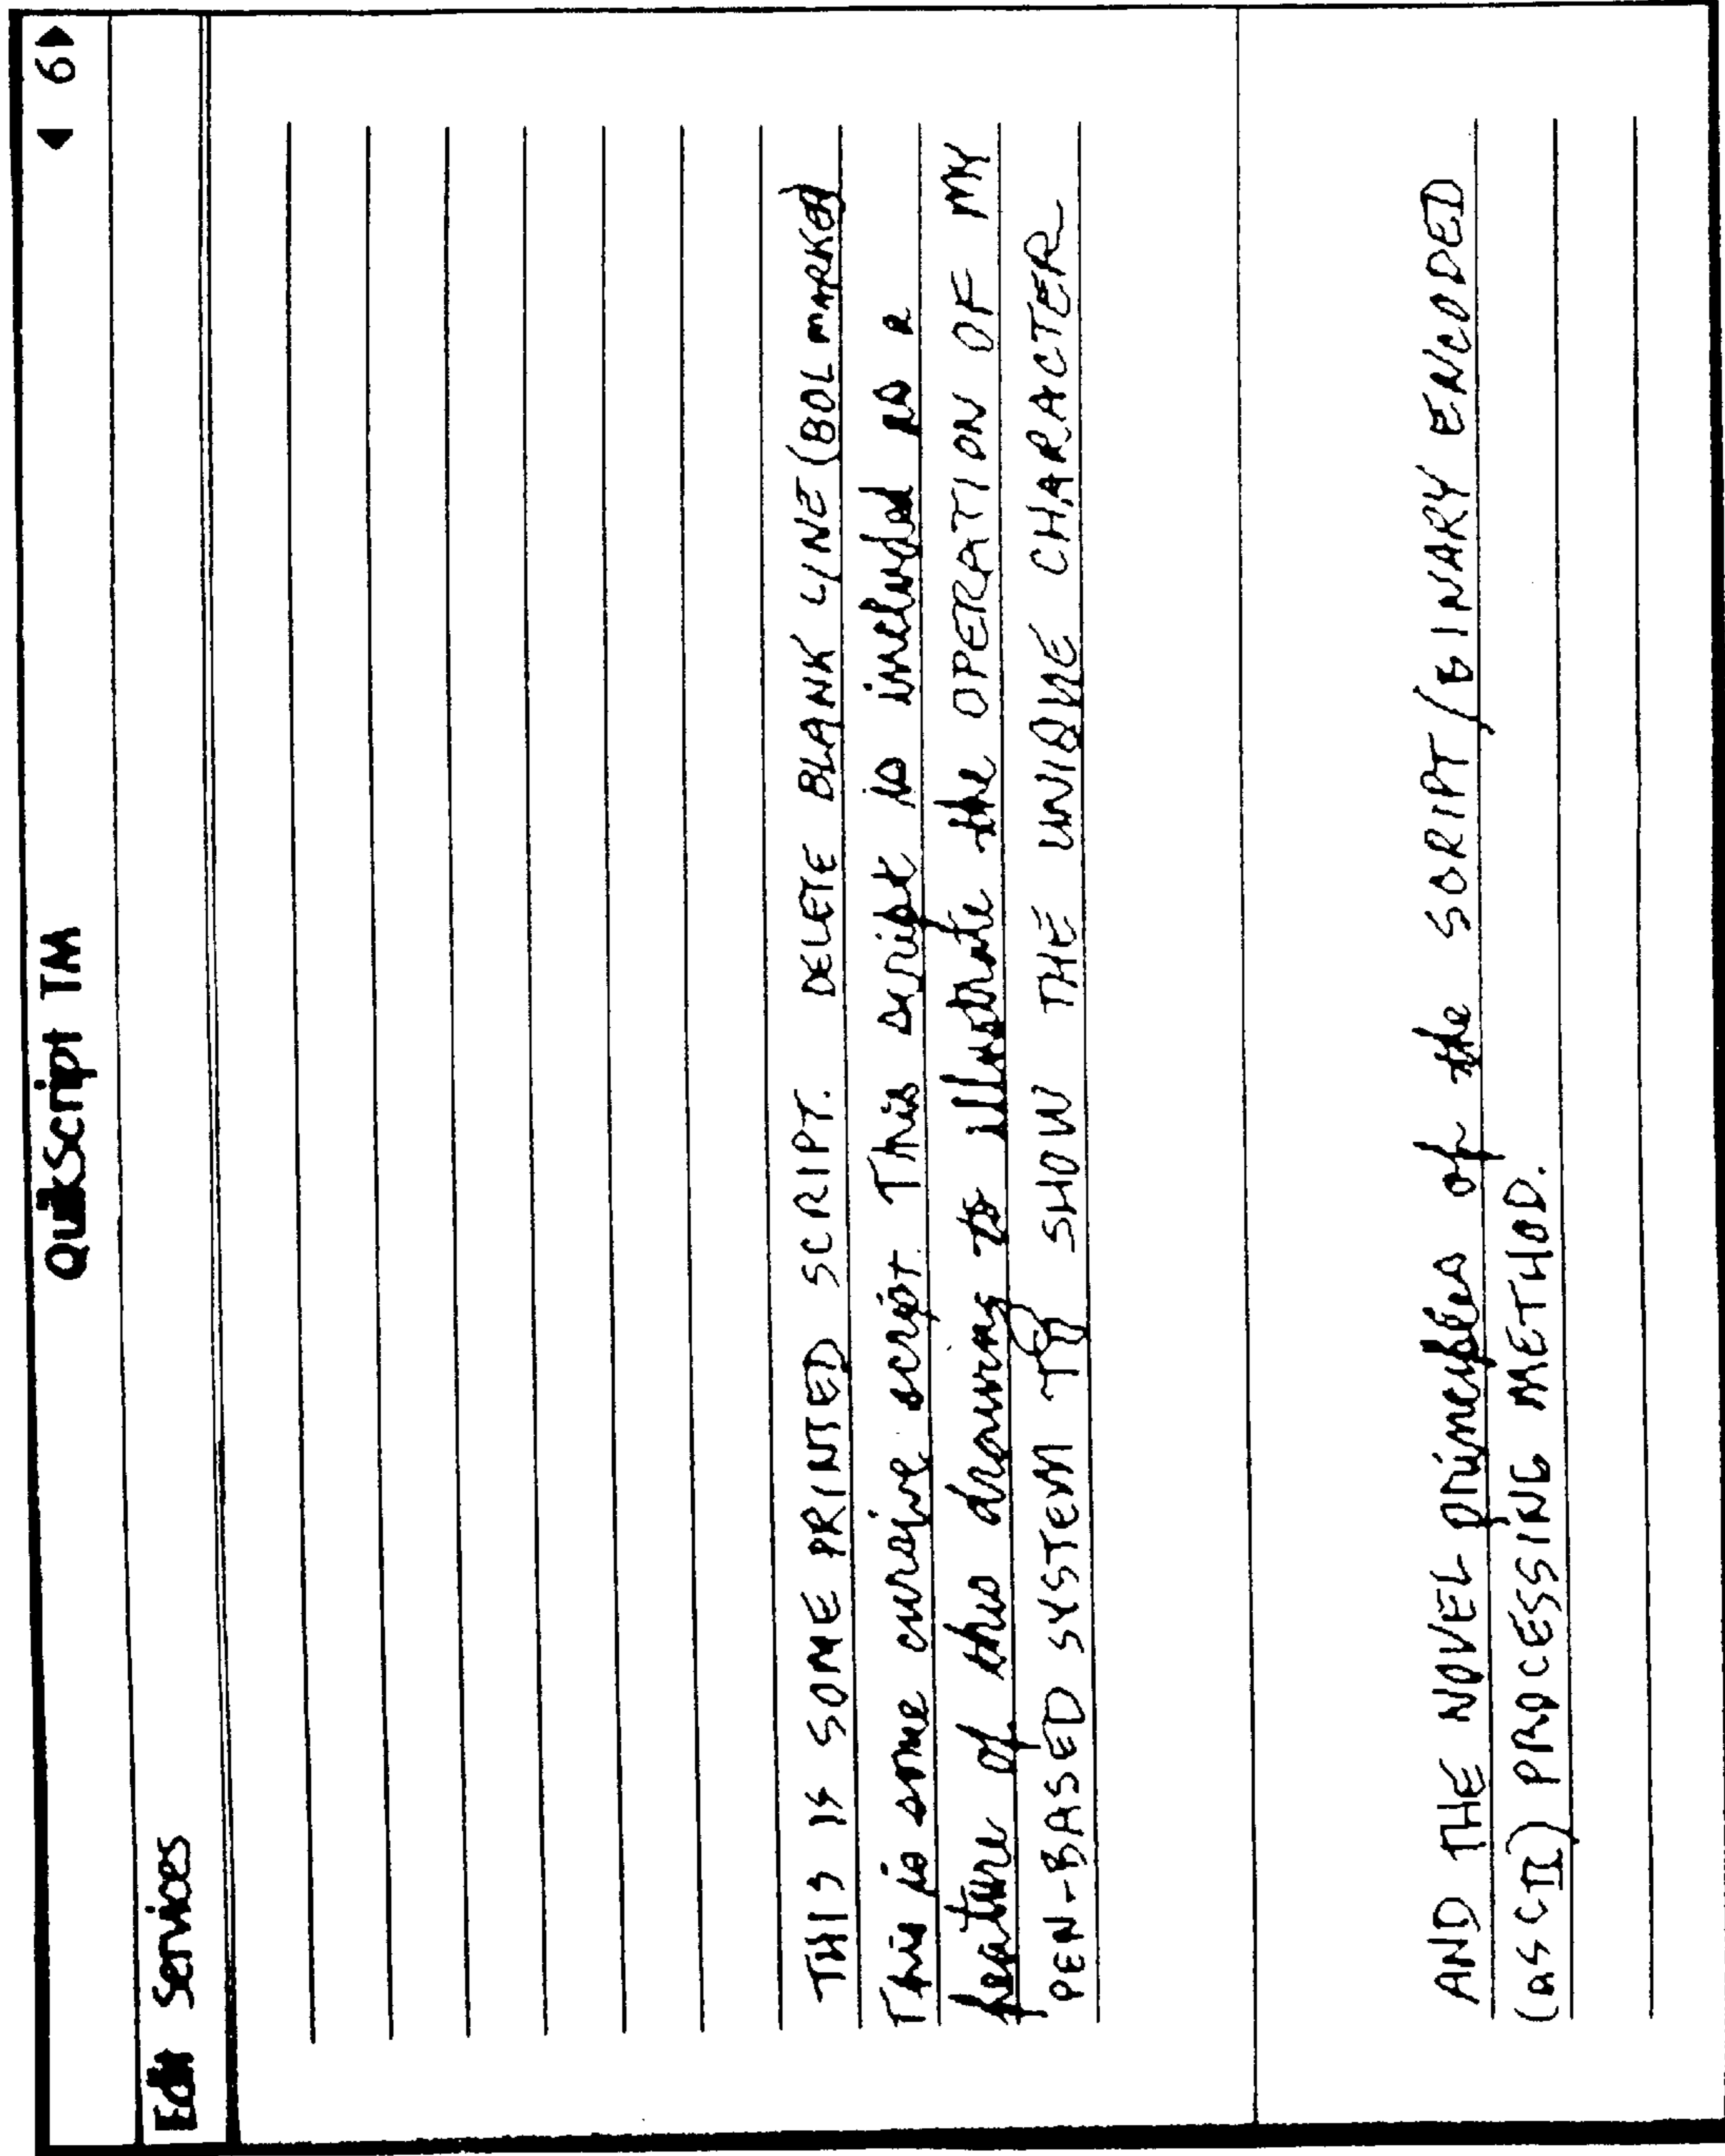 QuikScript TM ◀ 6 ▶
Edit Services
THIS IS SOME PRINTED SCRIPT. DELETE BLANK LINE (BOL MARKER)
This is some cursive script. This script is included as a
feature of this drawing to illustrate the OPERATION OF MY
PEN-BASED SYSTEM TO SHOW THE UNIQUE CHARACTER
AND THE NOVEL principles of the SCRIPT/BINARY ENCODED
(ASCII) PROCESSING METHOD.